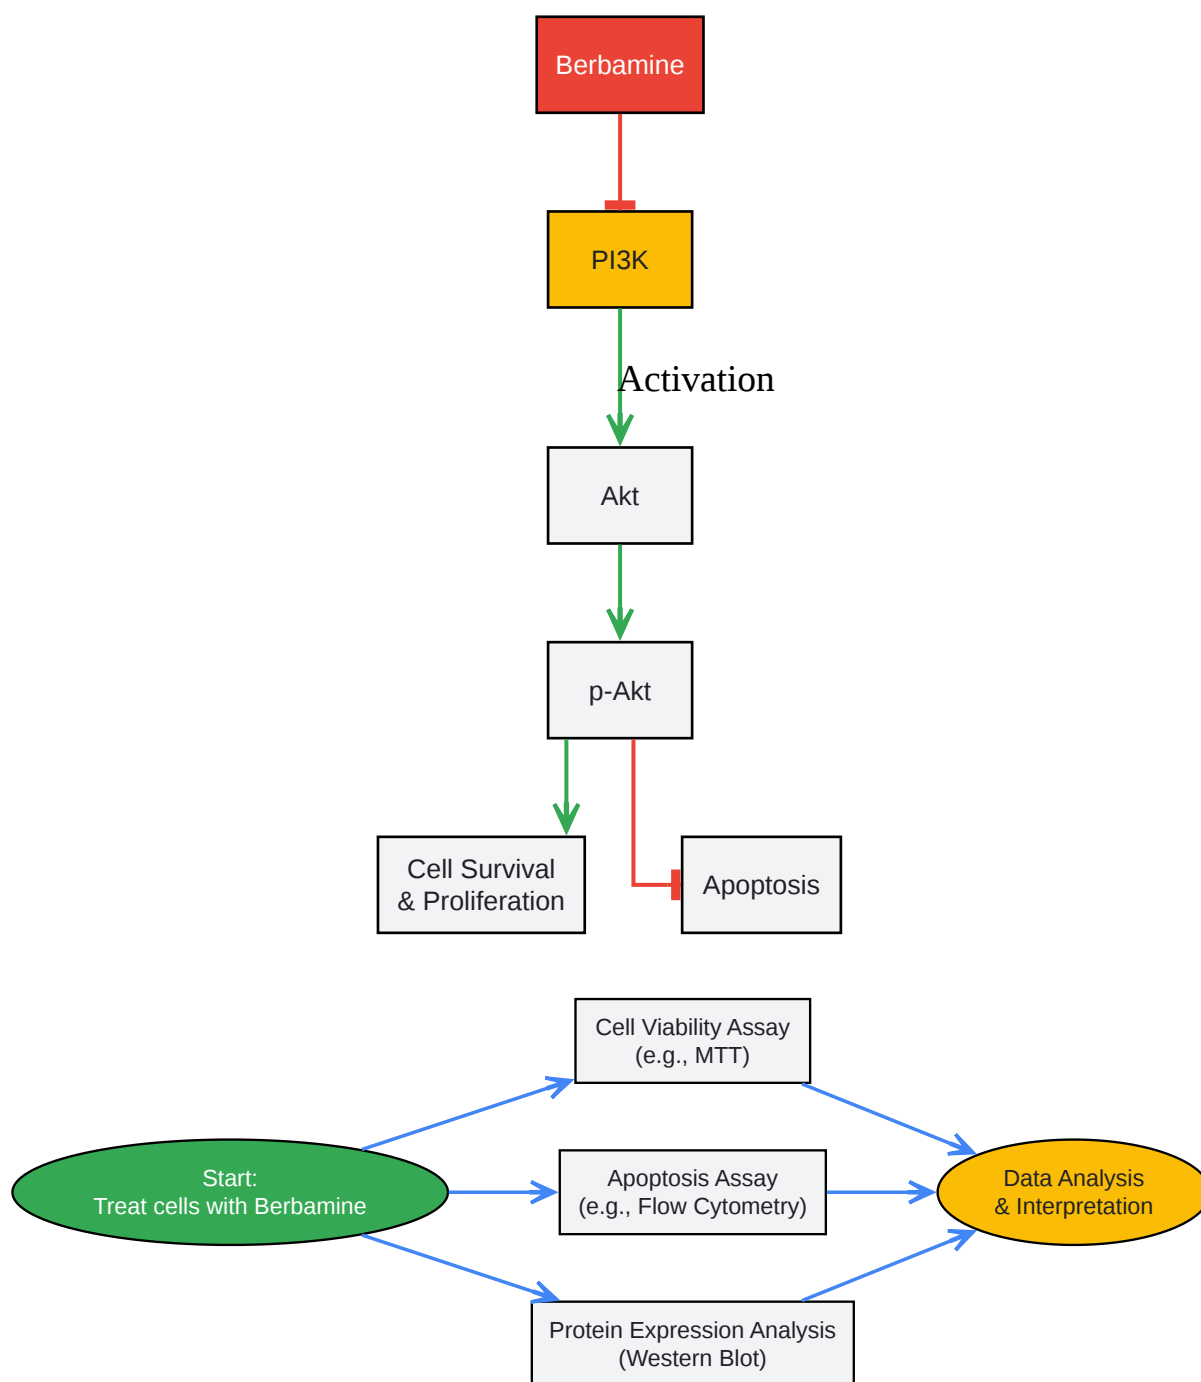 Berbamine
PI3K
Activation
Akt
p-Akt
Cell Survival
& Proliferation
Apoptosis
Cell Viability Assay
(e.g., MTT)
Start:
Treat cells with Berbamine
Apoptosis Assay
(e.g., Flow Cytometry)
Data Analysis
& Interpretation
Protein Expression Analysis
(Western Blot)